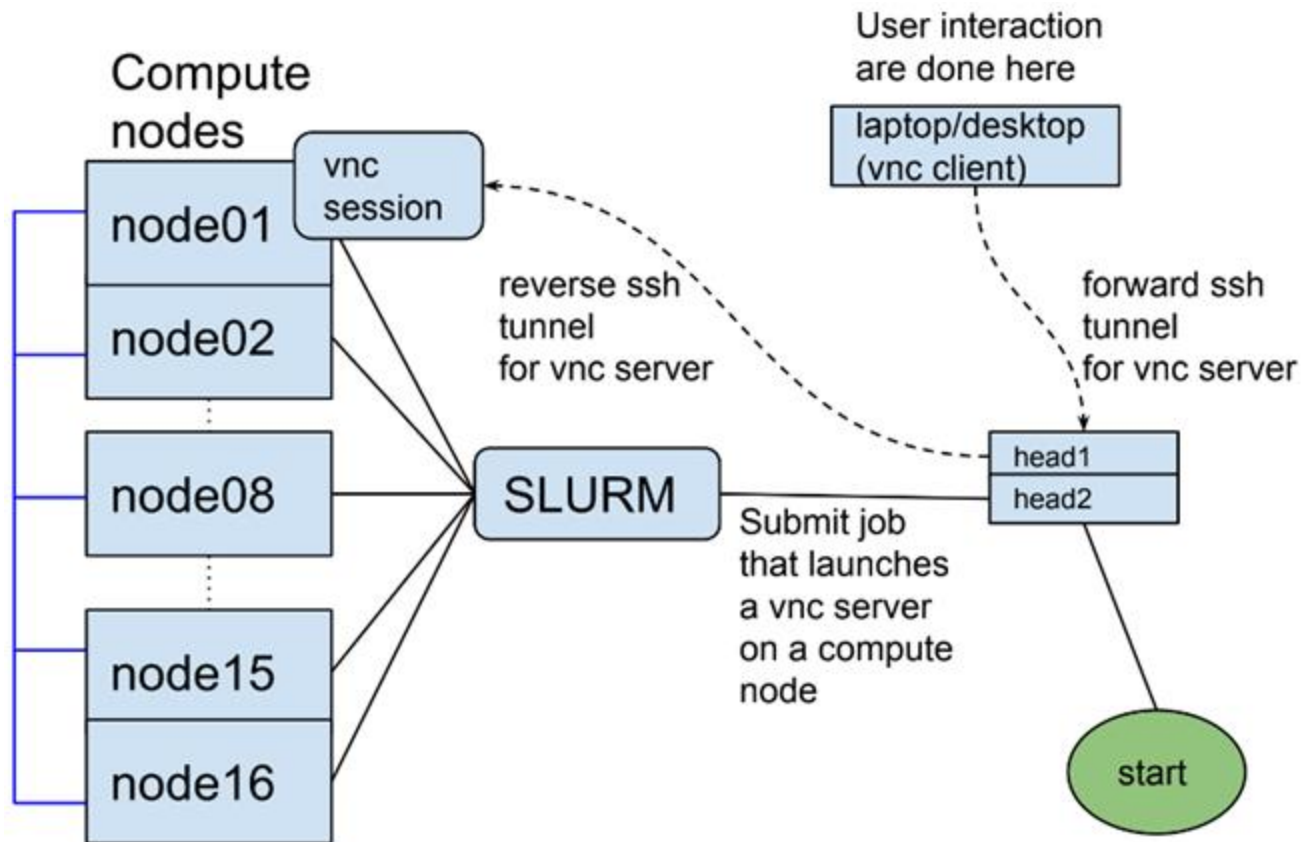 User interaction
are done here
laptop/desktop
(vnc client)
Compute
nodes
vnc
session
node01
node02
node08
node15
node16
reverse ssh
tunnel
for vnc server
forward ssh
tunnel
for vnc server
head1
head2
SLURM
Submit job
that launches
a vnc server
on a compute
node
start